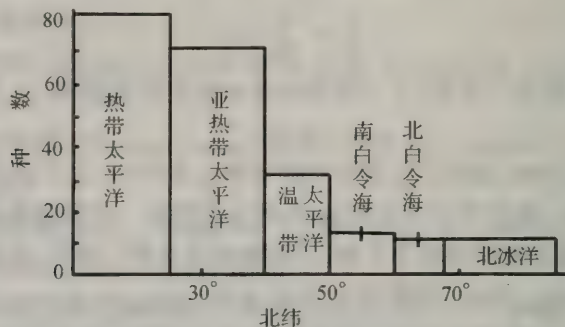 80
60
40
20
0
种数
热带太平洋
亚热带太平洋
温带
太平洋
南白令海
北白令海
北冰洋
30°
50°
70°
北纬